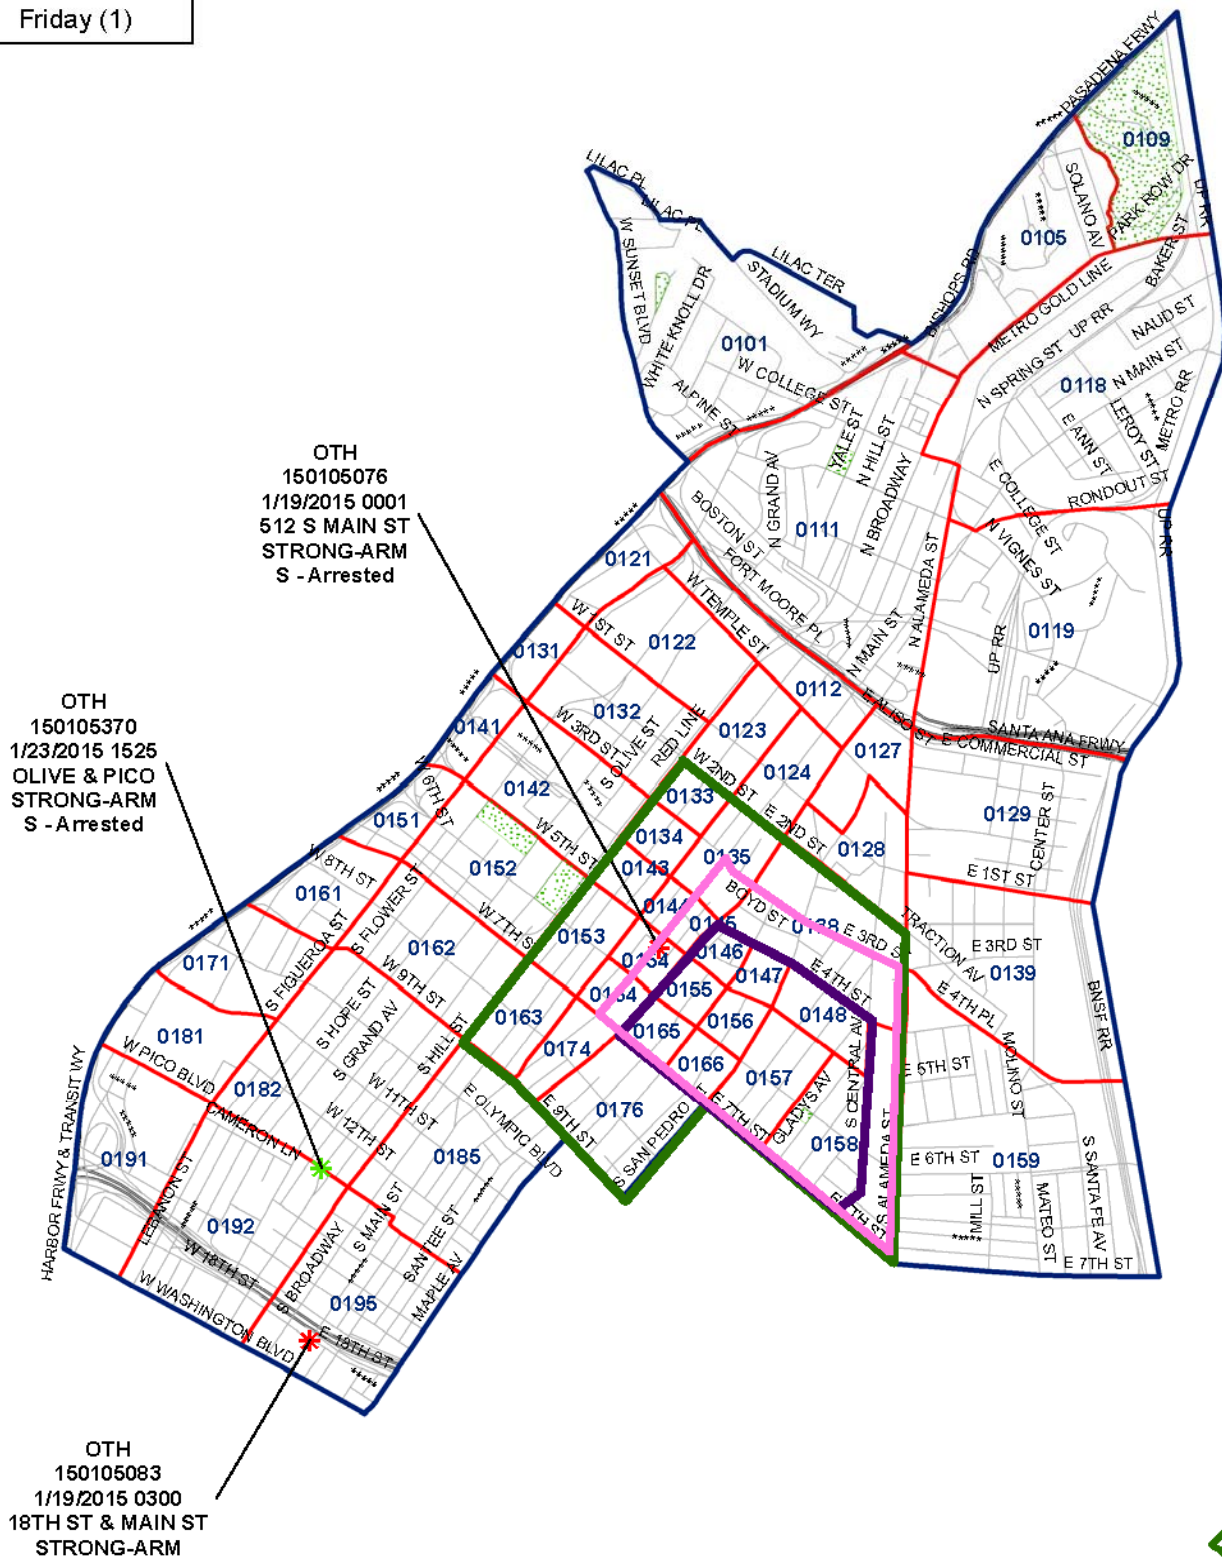 Friday (1)
PASADENA FRWY
*****
*****
0109
LILAC PL
LILAC PL
SOLANO AV
PARK ROW DR
UP RR
*****
0105
*****
W SUNSET BLVD
LILAC TER
STADIUM WY
BISHOPS RD
METRO GOLD LINE
BAKER ST
WHITE KNOLL DR
0101
*****
*****
UP RR
NAUD ST
N SPRING ST
N MAIN ST
W COLLEGE ST
0118
ALPINE ST
*****
*****
YALE ST
N HILL ST
LEROY ST
*****
METRO RR
E ANN ST
OTH
150105076
1/19/2015 0001
512 S MAIN ST
STRONG-ARM
S - Arrested
N GRAND AV
N BROADWAY
E COLLEGE ST
RONDOUT ST
BOSTON ST
0111
*****
N VIGNES ST
UP RR
0121
FORT MOORE PL
N ALAMEDA ST
W TEMPLE ST
*****
W 1ST ST
0122
*****
N MAIN ST
0119
0131
UP RR
*****
*****
*****
0112
E ALISO ST
OTH
150105370
1/23/2015 1525
OLIVE & PICO
STRONG-ARM
S - Arrested
0132
W 3RD ST
S OLIVE ST
RED LINE
0123
0141
*****
*****
0127
SANTA ANA FRWY
E COMMERCIAL ST
W 6TH ST
*****
0142
*****
W 2ND ST
0124
0133
0129
CENTER ST
0151
W 5TH ST
0134
E 2ND ST
0128
W 8TH ST
0152
0143
0135
E 1ST ST
0161
S FLOWER ST
0144
BOYD ST
0138
*****
S FIGUEROA ST
W 7TH ST
0153
0145
E 3RD ST
TRACTION AV
E 3RD ST
0171
0162
0154
0146
0139
W 9TH ST
0155
0147
E 4TH ST
E 4TH PL
S HOPE ST
0164
BNSF RR
0181
S GRAND AV
0163
0165
0156
0148
W PICO BLVD
S HILL ST
0174
S CENTRAL AV
MOLINO ST
HARBOR FRWY & TRANSIT WY
*****
0182
W 11TH ST
0166
0157
E 5TH ST
CAMERON LN
W 12TH ST
E OLYMPIC BLVD
E 9TH ST
0176
E 7TH ST
GLADYS AV
*****
0185
S SAN PEDRO
0158
S ALAMEDA ST
0191
E 6TH ST
0159
LEBANON ST
*****
S SANTA FE AV
0192
S MAIN ST
*****
MILL ST
*****
MATEO ST
SANTEE ST
W 18TH ST
S BROADWAY
*****
MAPLE AV
*****
E 7TH ST
W WASHINGTON BLVD
0195
E 18TH ST
*****
OTH
150105083
1/19/2015 0300
18TH ST & MAIN ST
STRONG-ARM